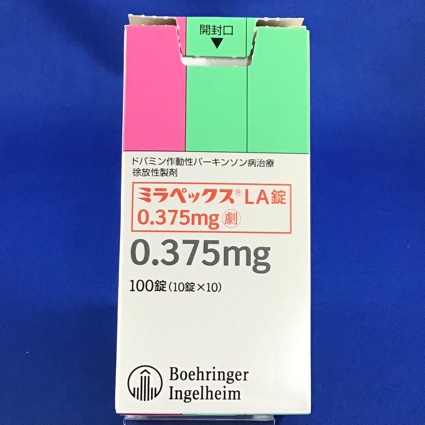 開封口
ドパミン作動性パーキンソン病治療
徐放性製剤
ミラペックス® LA錠
0.375mg 劇
0.375mg
100錠(10錠×10)
Boehringer
Ingelheim